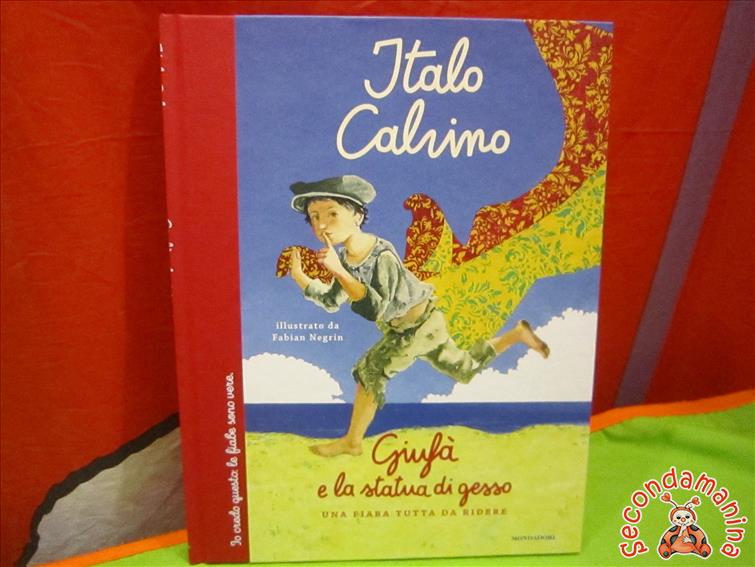 Italo
Calvino
illustrato da
Fabian Negrin
Io credo questo: le fiabe sono vere.
Giufà
e la statua di gesso
UNA FIABA TUTTA DA RIDERE
MONDADORI
secondamanina